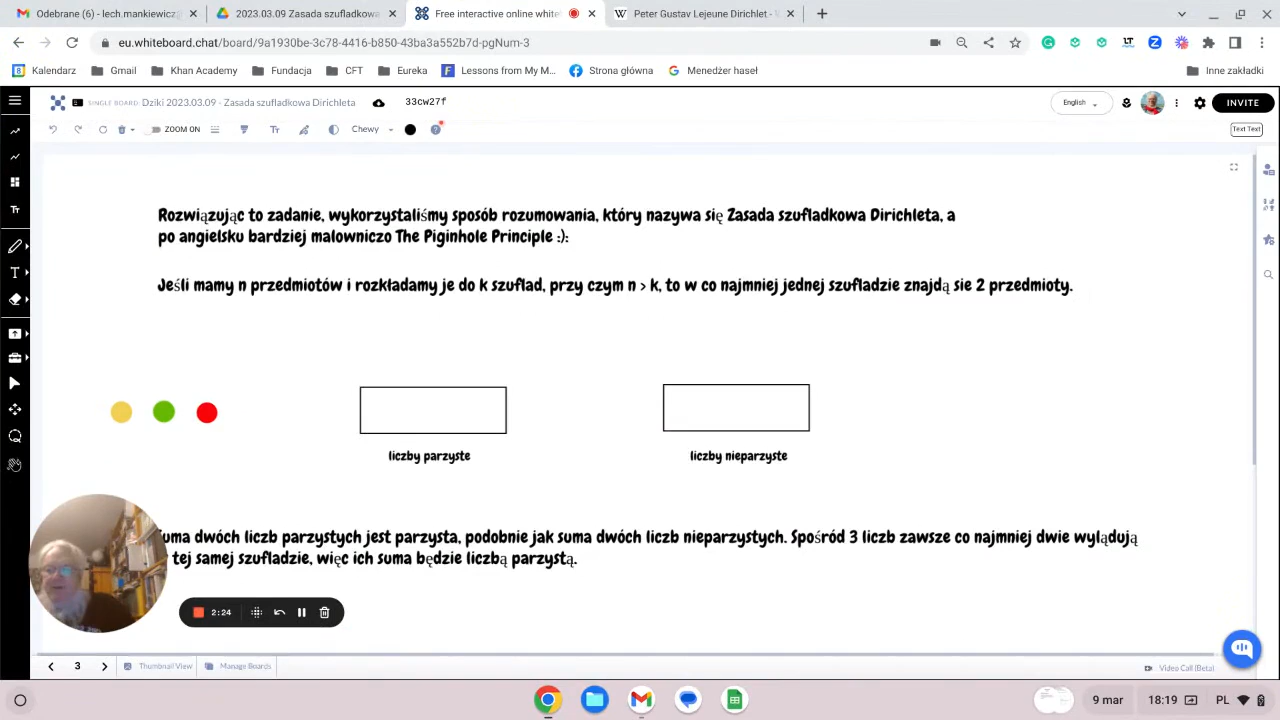 Odebrane (6) - lech.mankiewicz
2023.03.09 Zasada szufladkowa
Free interactive online white
Peter Gustav Lejeune Dirichlet - W
eu.whiteboard.chat/board/9a1930be-3c78-4416-b850-43ba3a552b7d-pgNum-3
Kalendarz
Gmail
Khan Academy
Fundacja
CFT
Eureka
Lessons from My M...
Strona główna
Menedżer haseł
Inne zakładki
SINGLE BOARD: Dziki 2023.03.09 - Zasada szufladkowa Dirichleta
33cw27f
English
INVITE
ZOOM ON
Chewy
Text Text
Rozwiązując to zadanie, wykorzystaliśmy sposób rozumowania, który nazywa się Zasada szufladkowa Dirichleta, a
po angielsku bardziej malowniczo The Piginhole Principle :):
Jeśli mamy n przedmiotów i rozkładamy je do k szuflad, przy czym n > k, to w co najmniej jednej szufladzie znajdą sie 2 przedmioty.
liczby parzyste
liczby nieparzyste
uma dwóch liczb parzystych jest parzysta, podobnie jak suma dwóch liczb nieparzystych. Spośród 3 liczb zawsze co najmniej dwie wylądują
tej samej szufladzie, więc ich suma będzie liczbą parzystą.
2:24
3
Thumbnail View
Manage Boards
Video Call (Beta)
9 mar
18:39
PL